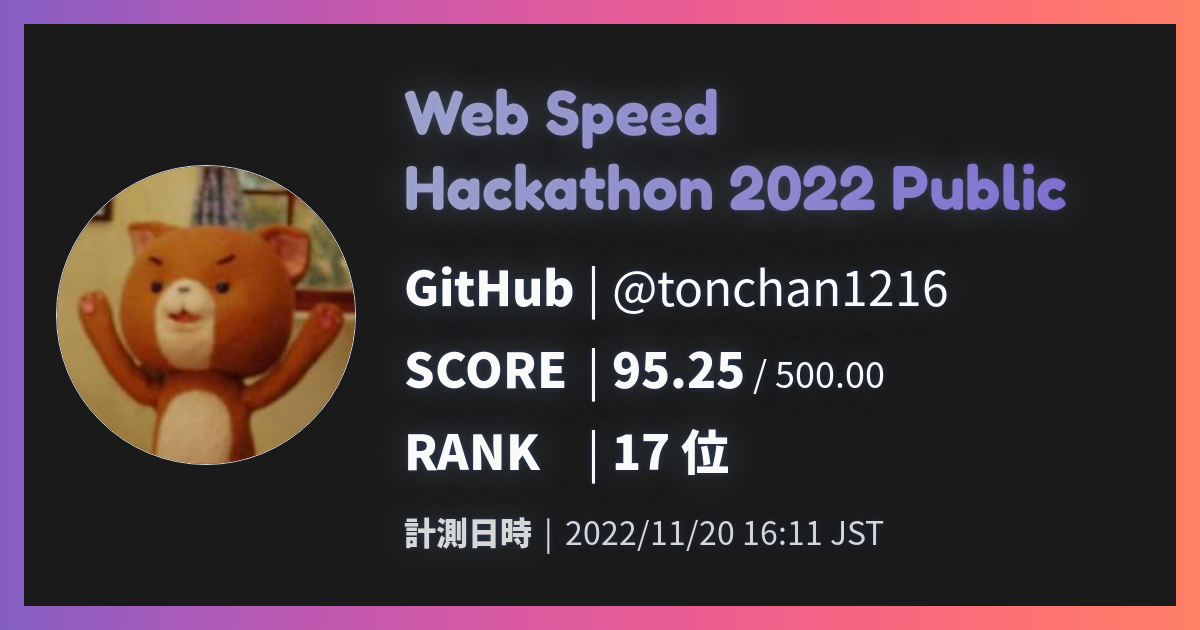 Web Speed
Hackathon 2022 Public
GitHub | @tonchan1216
SCORE | 95.25 / 500.00
RANK | 17 位
計測日時 | 2022/11/20 16:11 JST